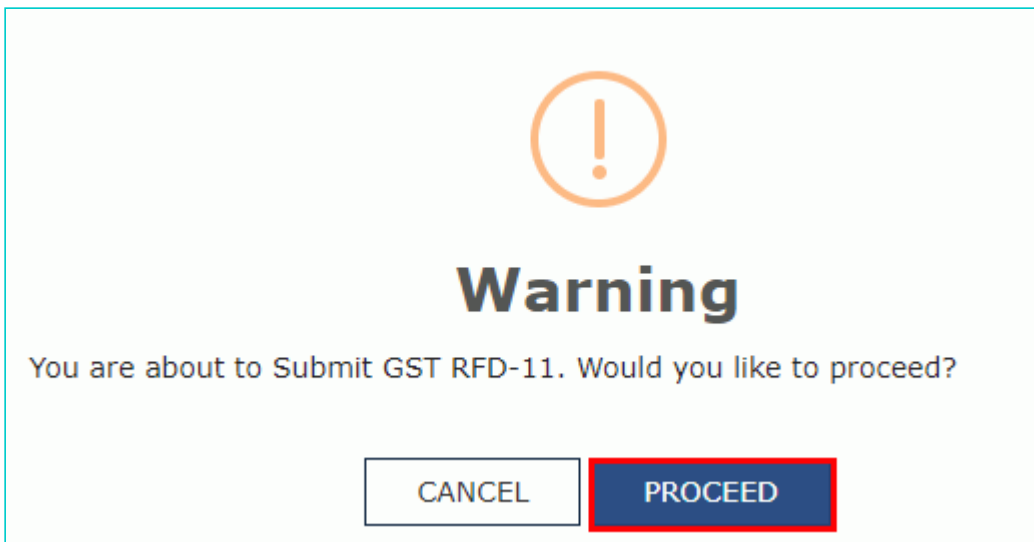 Warning
You are about to Submit GST RFD-11. Would you like to proceed?
CANCEL PROCEED